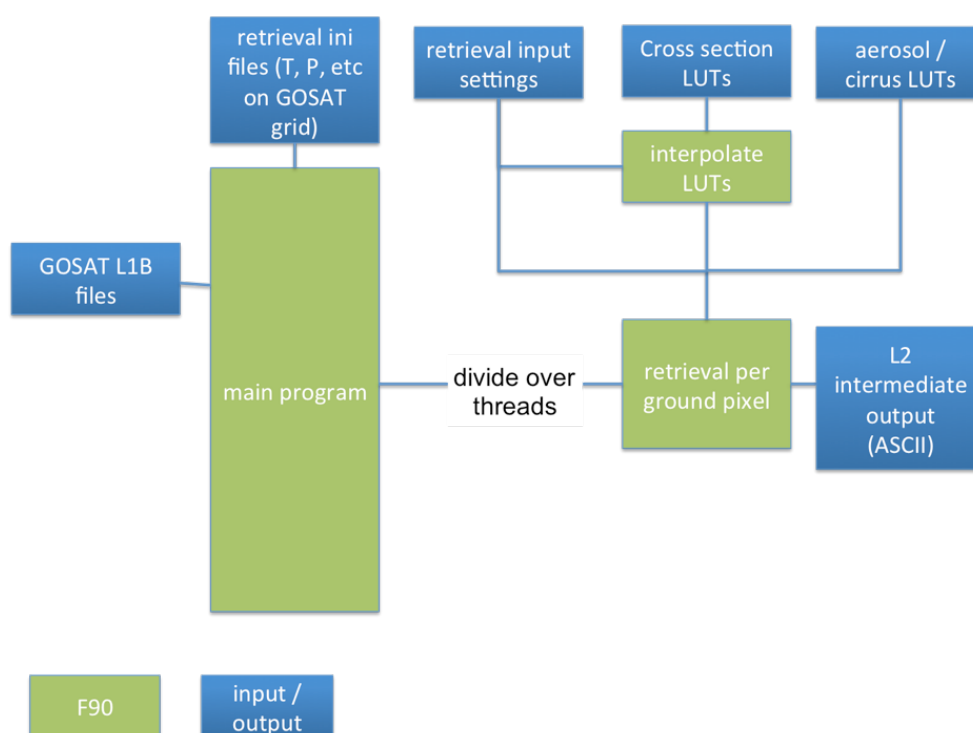 retrieval ini
files (T, P, etc
on GOSAT
grid)
retrieval input
settings
Cross section
LUTs
aerosol /
cirrus LUTs
interpolate
LUTs
GOSAT L1B
files
main program
divide over
threads
retrieval per
ground pixel
L2
intermediate
output
(ASCII)
F90
input /
output